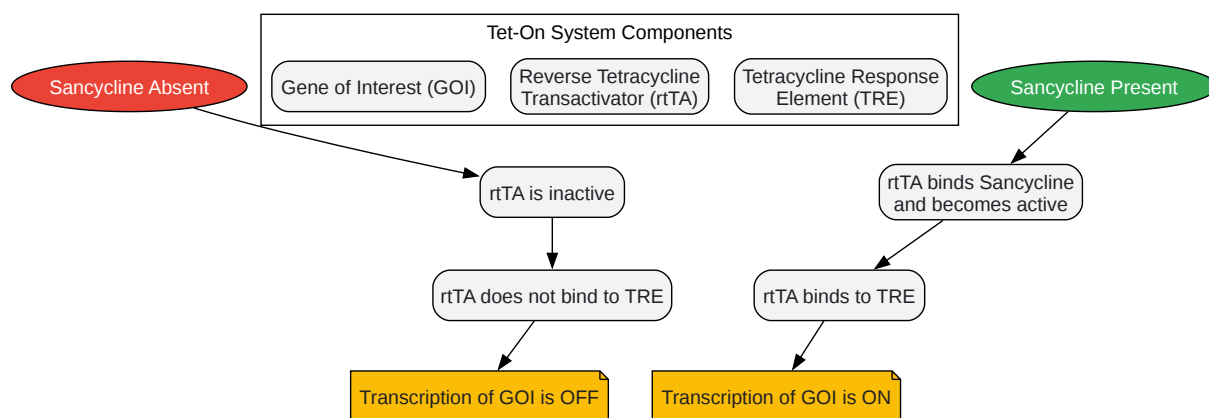 Tet-On System Components
Sancycline Absent
Gene of Interest (GOI)
Reverse Tetracycline
Transactivator (rtTA)
Tetracycline Response
Element (TRE)
Sancycline Present
rtTA is inactive
rtTA binds Sancycline
and becomes active
rtTA does not bind to TRE
rtTA binds to TRE
Transcription of GOI is OFF
Transcription of GOI is ON